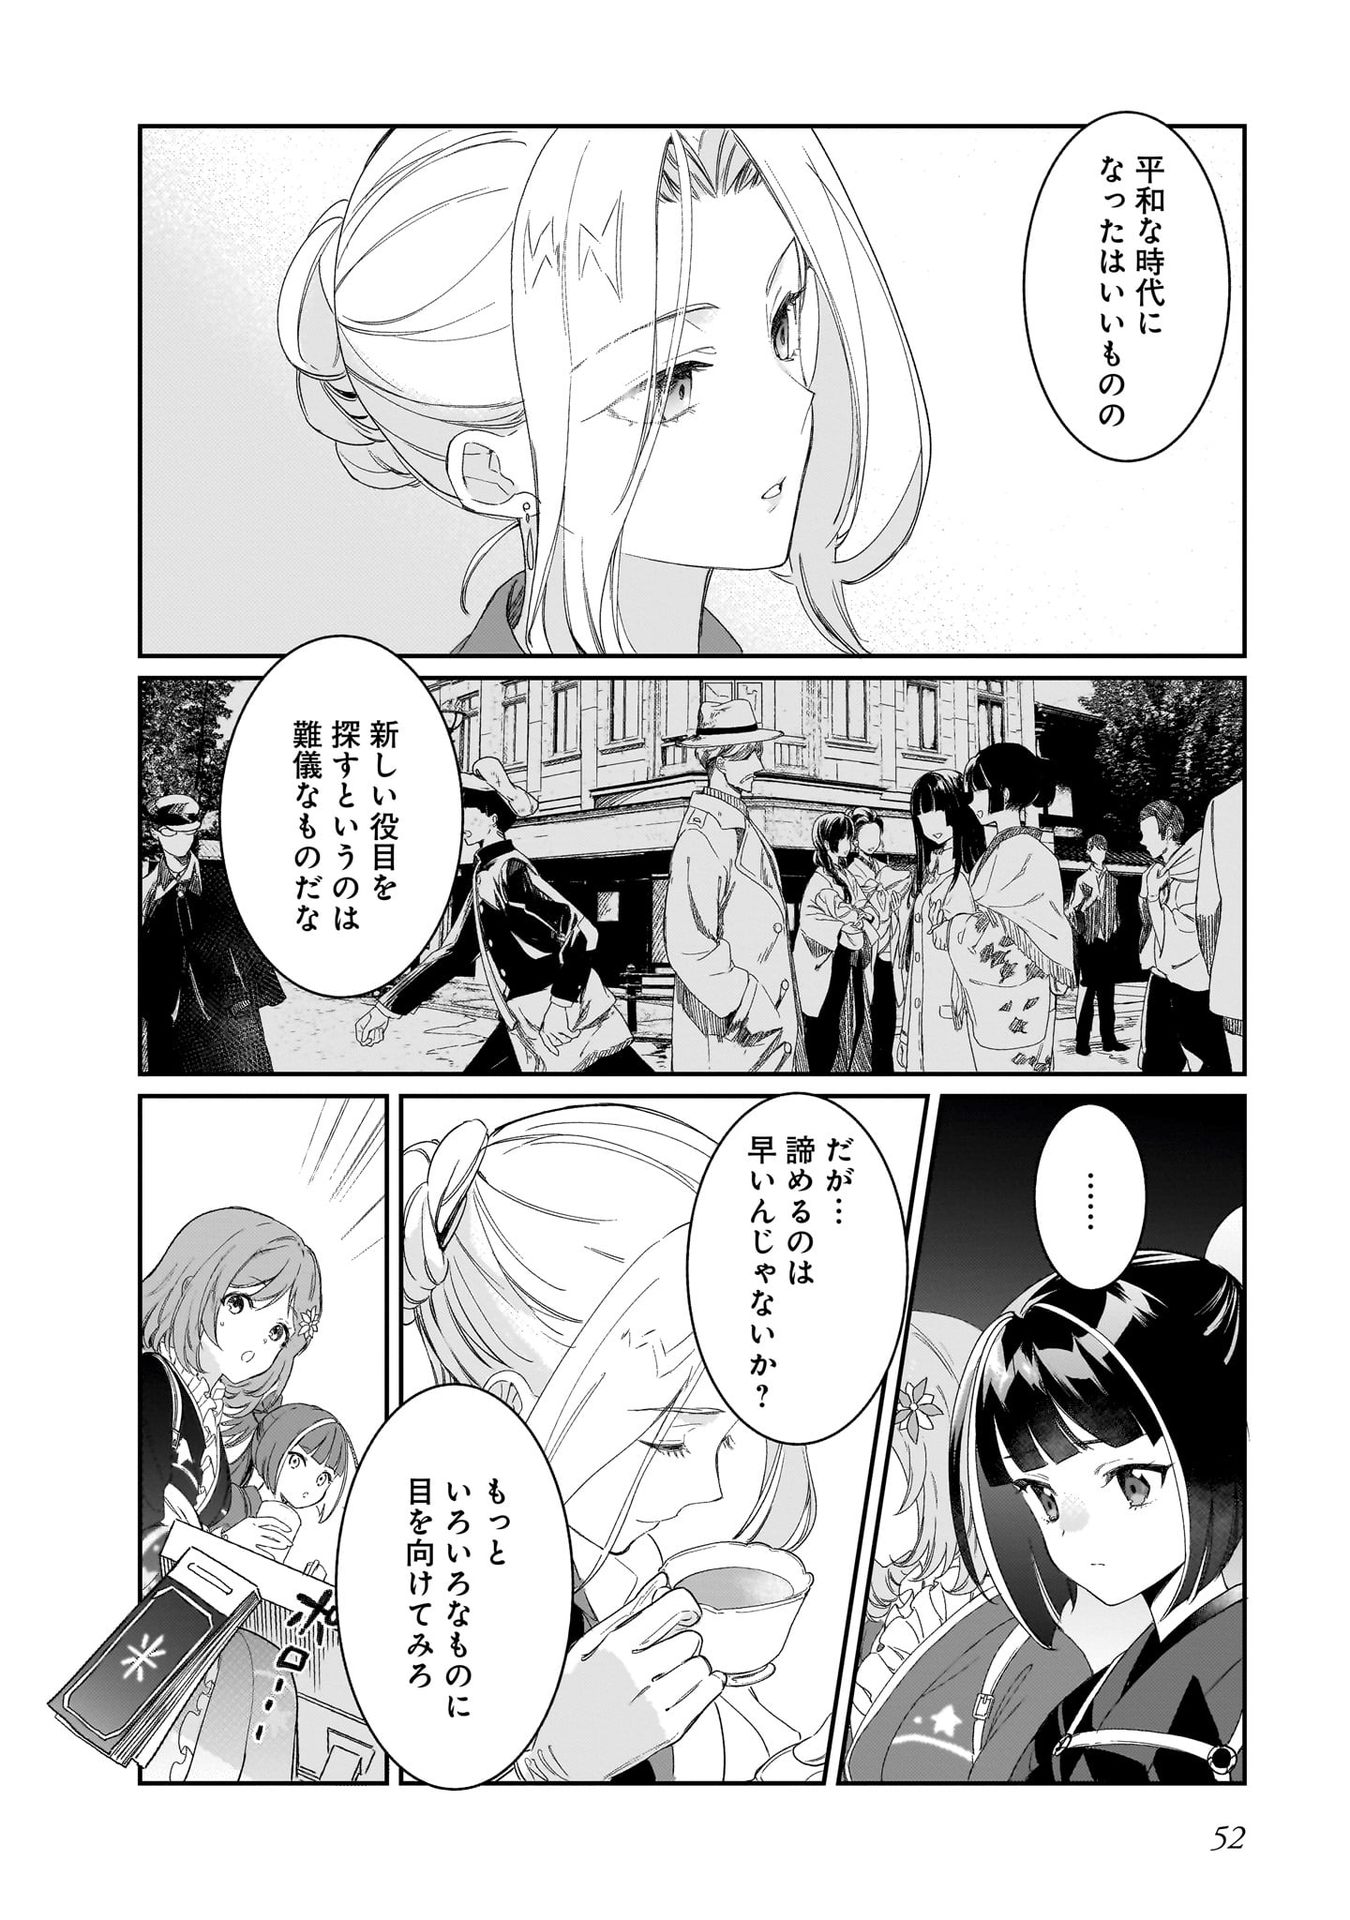 平和な時代に
なったはいいものの
新しい役目を
探すというのは
難儀なものだな
……
だが…
諦めるのは
早いんじゃないか？
もっと
いろいろなものに
目を向けてみろ
ポロ…
52